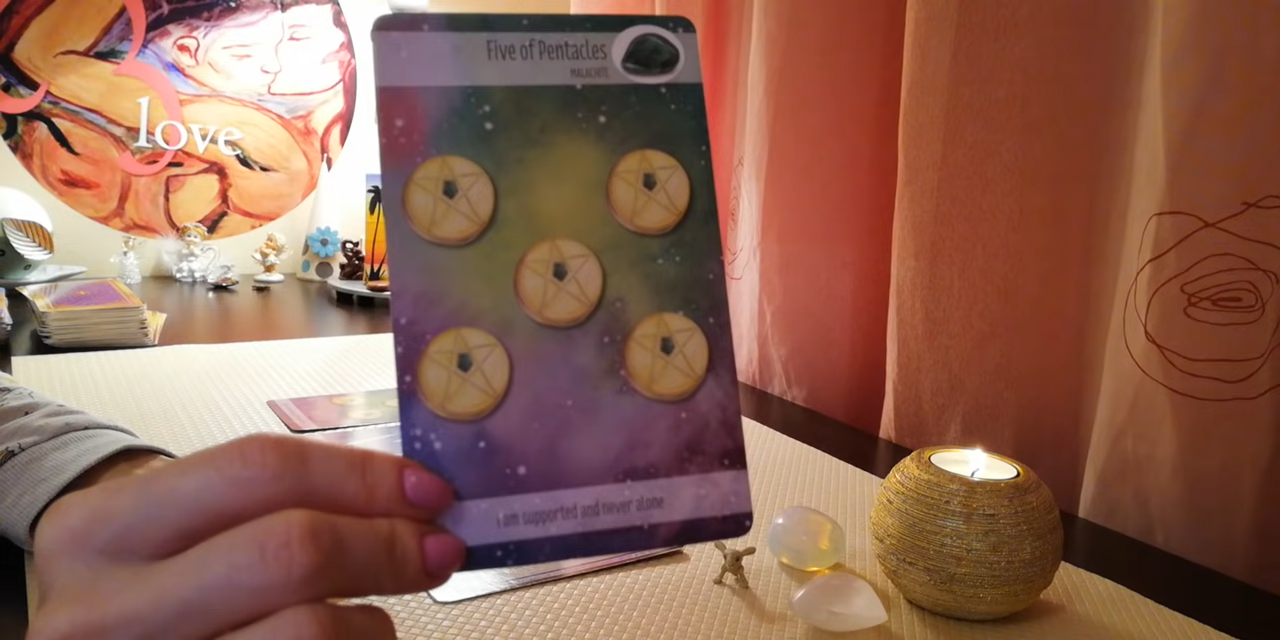 love
Five of Pentacles
MALACHITE
I am supported and never alone